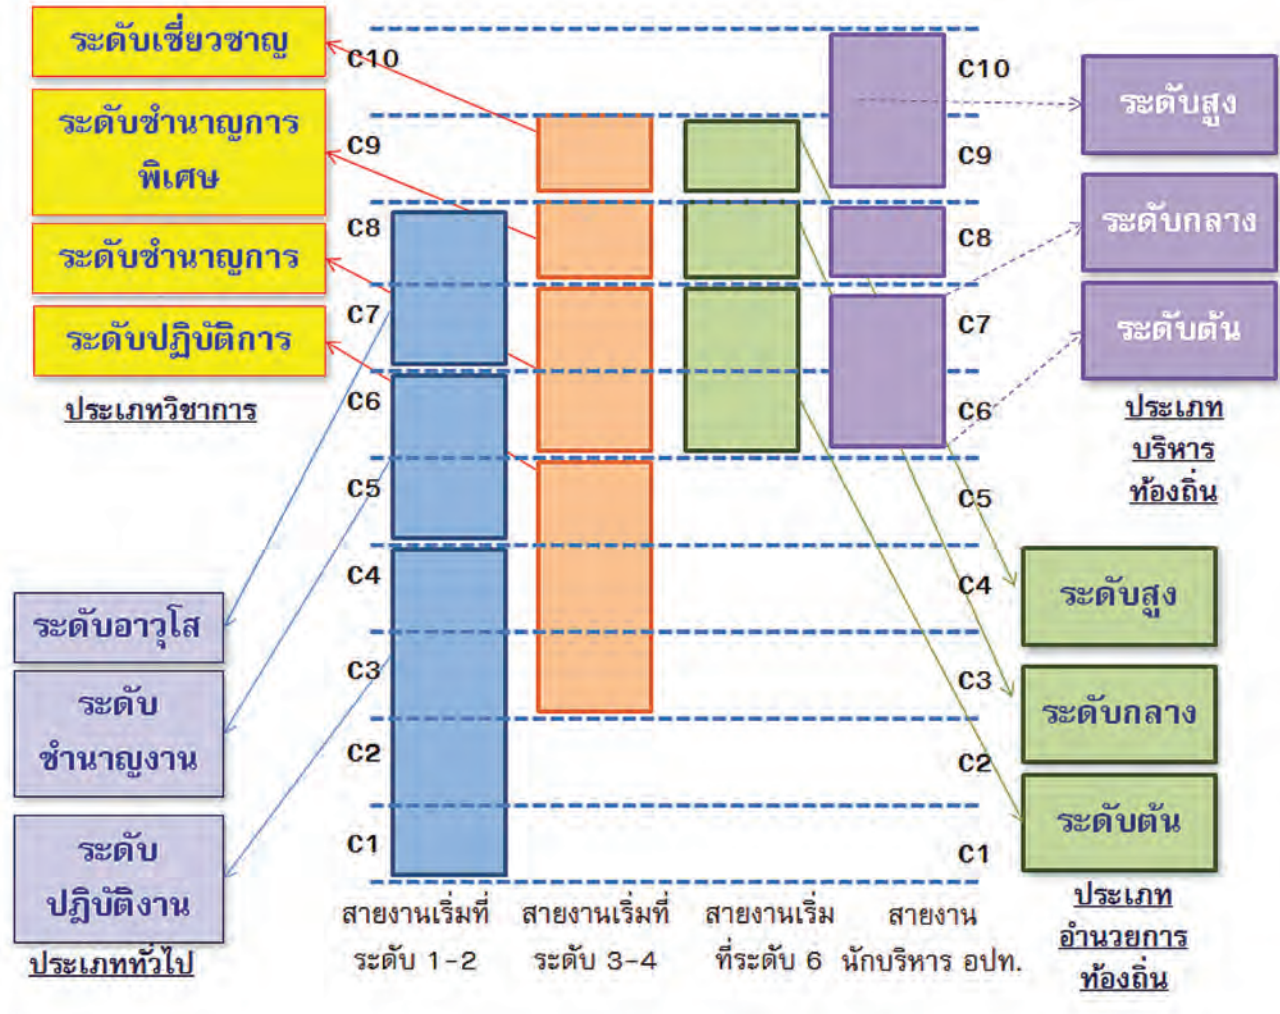 ระดับเชี่ยวชาญ
ระดับชำนาญการ
พิเศษ
ระดับชำนาญการ
ระดับปฏิบัติการ
ประเภทวิชาการ
ระดับอาวุโส
ระดับ
ชำนาญงาน
ระดับ
ปฏิบัติงาน
ประเภททั่วไป
C10
C9
C8
C7
C6
C5
C4
C3
C2
C1
สายงานเริ่มที่
ระดับ 1-2
สายงานเริ่มที่
ระดับ 3-4
สายงานเริ่ม
ที่ระดับ 6
สายงาน
นักบริหาร อปท.
C10
C9
C8
C7
C6
C5
C4
C3
C2
C1
ระดับสูง
ระดับกลาง
ระดับต้น
ประเภท
บริหาร
ท้องถิ่น
ระดับสูง
ระดับกลาง
ระดับต้น
ประเภท
อำนวยการ
ท้องถิ่น